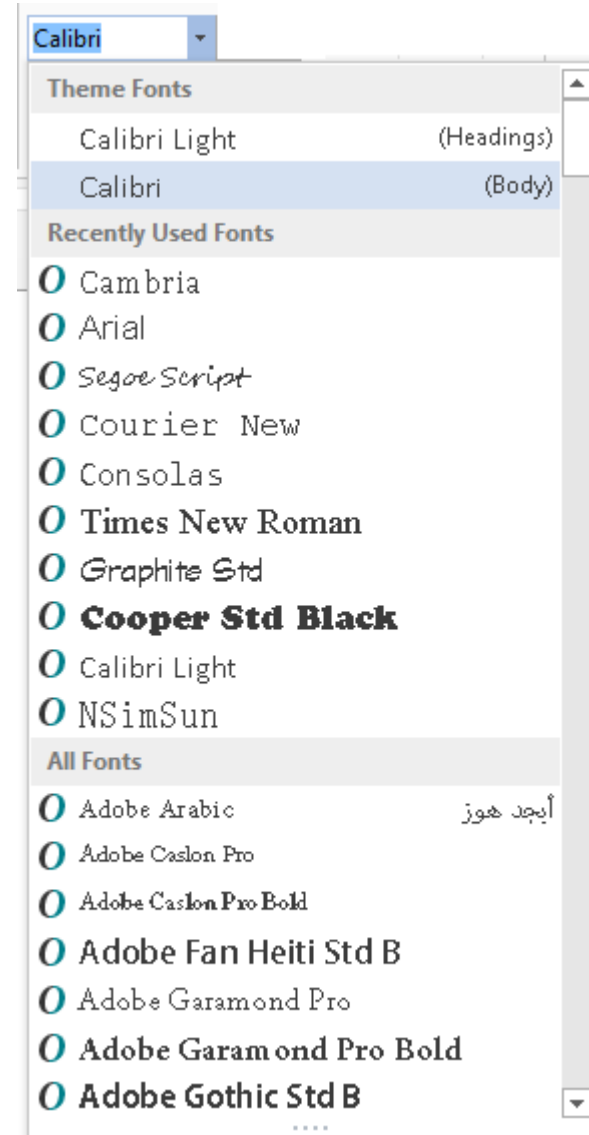 Calibri
Theme Fonts
Calibri Light (Headings)
Calibri (Body)
Recently Used Fonts
O Cambria
O Arial
O Segoe Script
O Courier New
O Consolas
O Times New Roman
O Graphite Std
O Cooper Std Black
O Calibri Light
O NSimSun
All Fonts
O Adobe Arabic أبجد هوز
O Adobe Caslon Pro
O Adobe Caslon Pro Bold
O Adobe Fan Heiti Std B
O Adobe Garamond Pro
O Adobe Garamond Pro Bold
O Adobe Gothic Std B